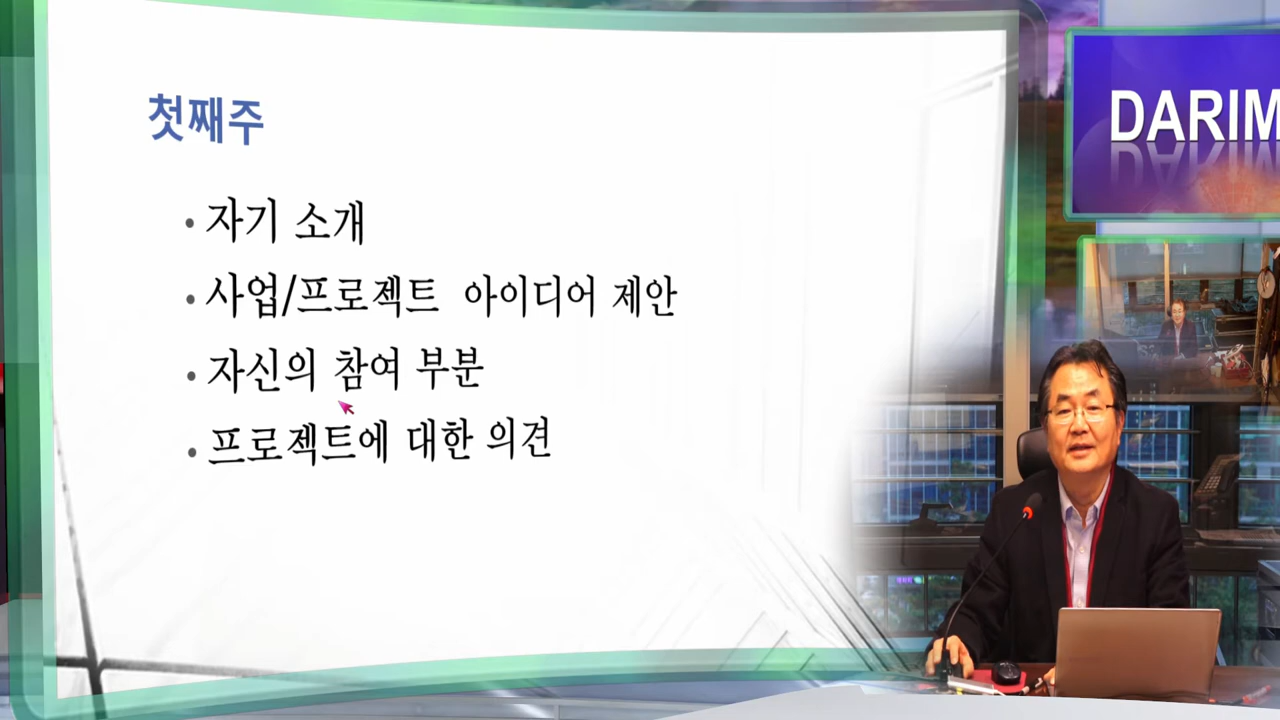 첫째주
• 자기 소개
• 사업/프로젝트 아이디어 제안
• 자신의 참여 부분
• 프로젝트에 대한 의견
DARIM